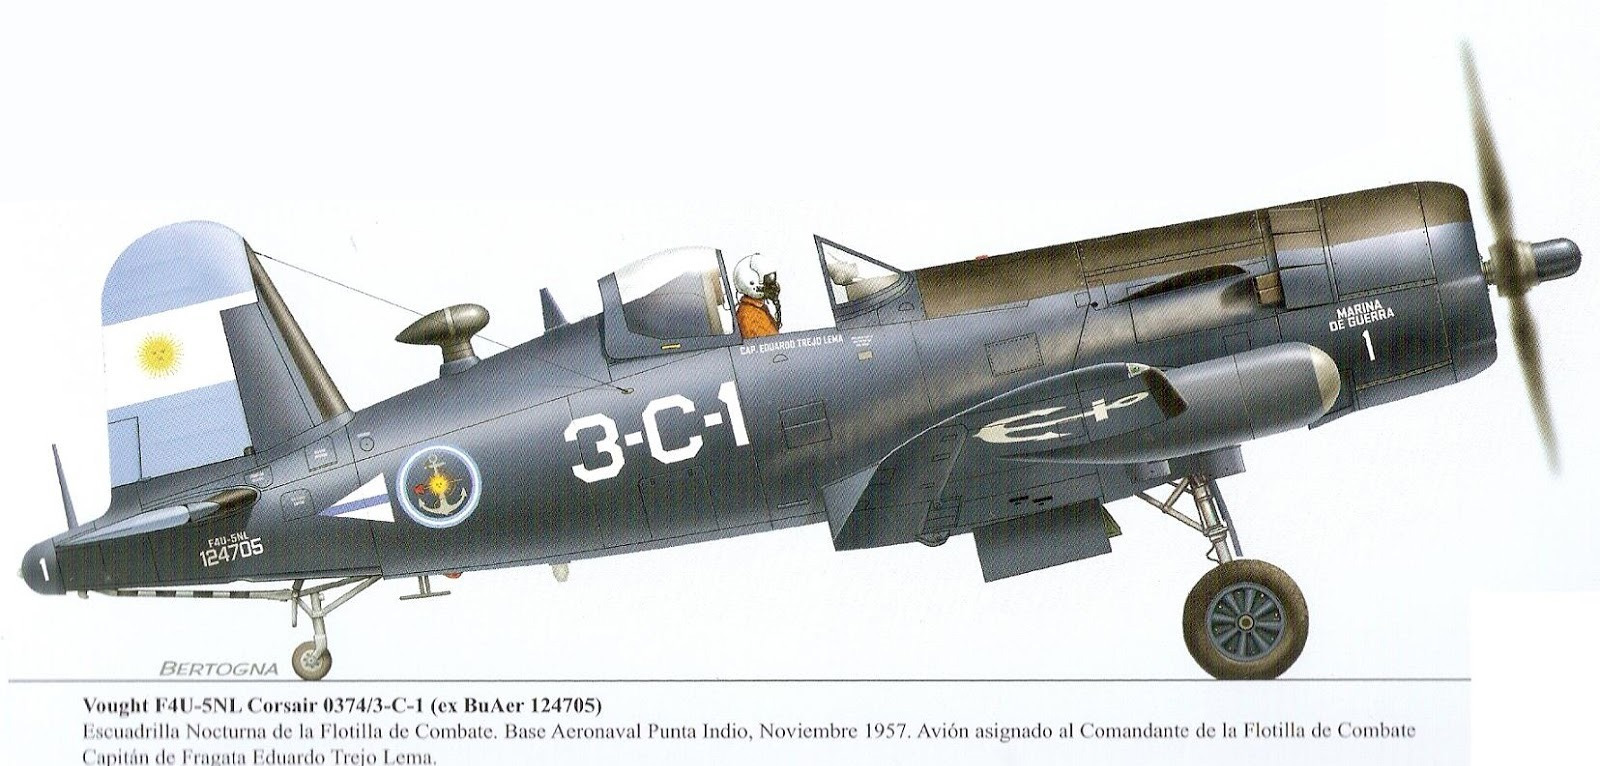 MARINA
DE GUERRA
1
CAP. EDUARDO TREJO LEMA
3-C-1
F4U-5NL
124705
1
BERTOGNA
Vought F4U-5NL Corsair 0374/3-C-1 (ex BuAer 124705)
Escuadrilla Nocturna de la Flotilla de Combate. Base Aeronaval Punta Indio, Noviembre 1957. Avión asignado al Comandante de la Flotilla de Combate
Capitán de Fragata Eduardo Trejo Lema.